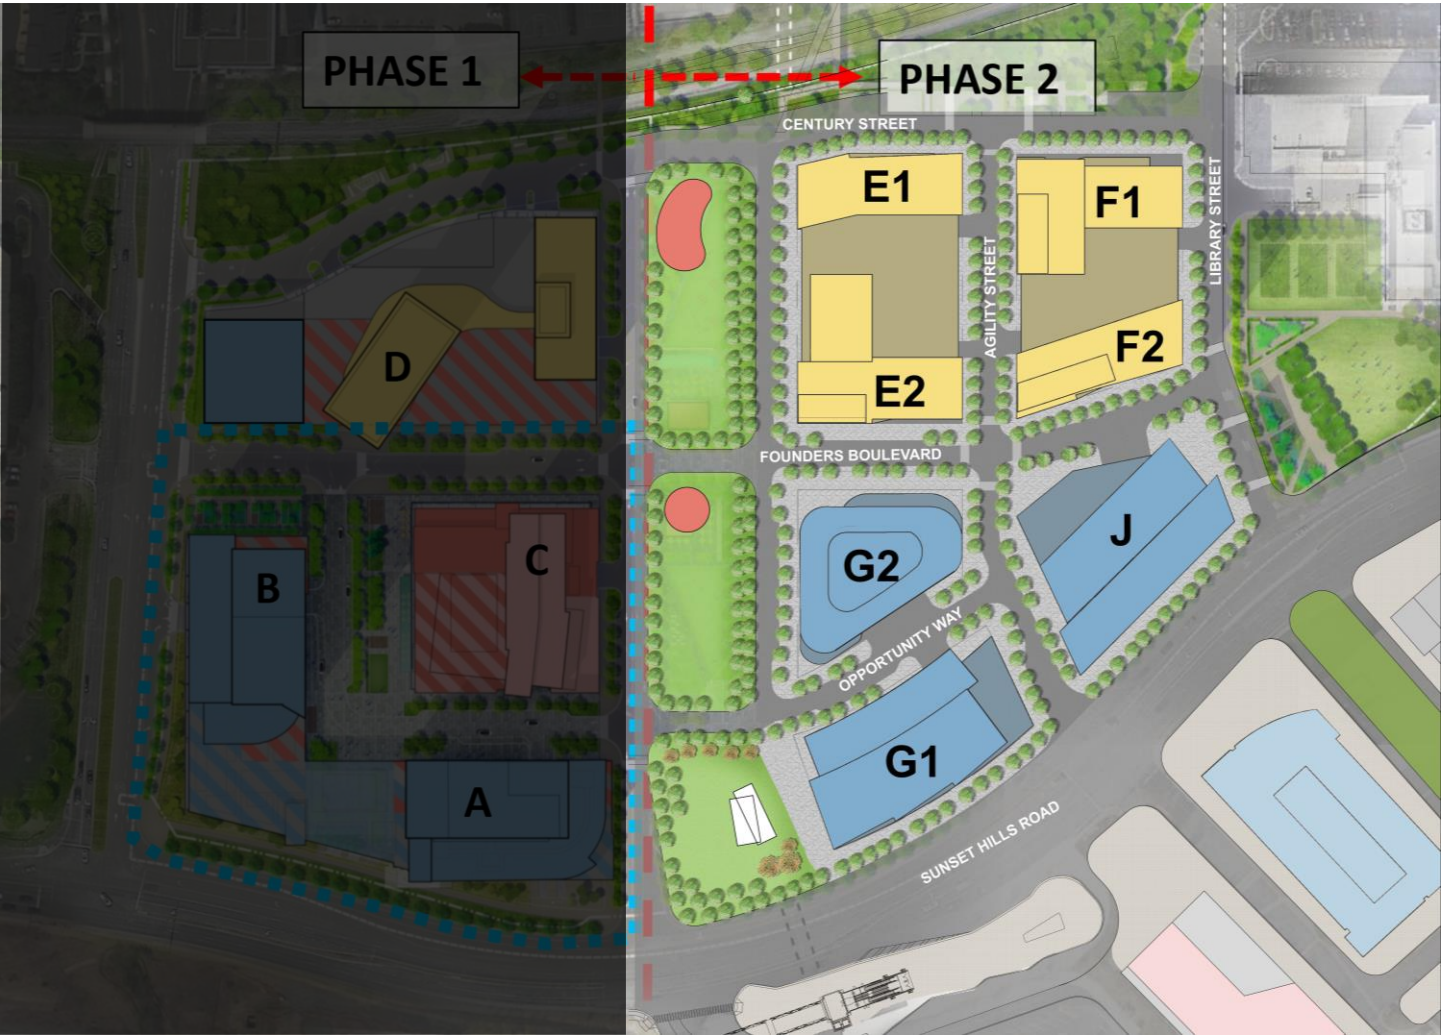 PHASE 1
PHASE 2
CENTURY STREET
E1
F1
LIBRARY STREET
AGILITY STREET
D
E2
F2
FOUNDERS BOULEVARD
B
C
G2
J
OPPORTUNITY WAY
A
G1
SUNSET HILLS ROAD